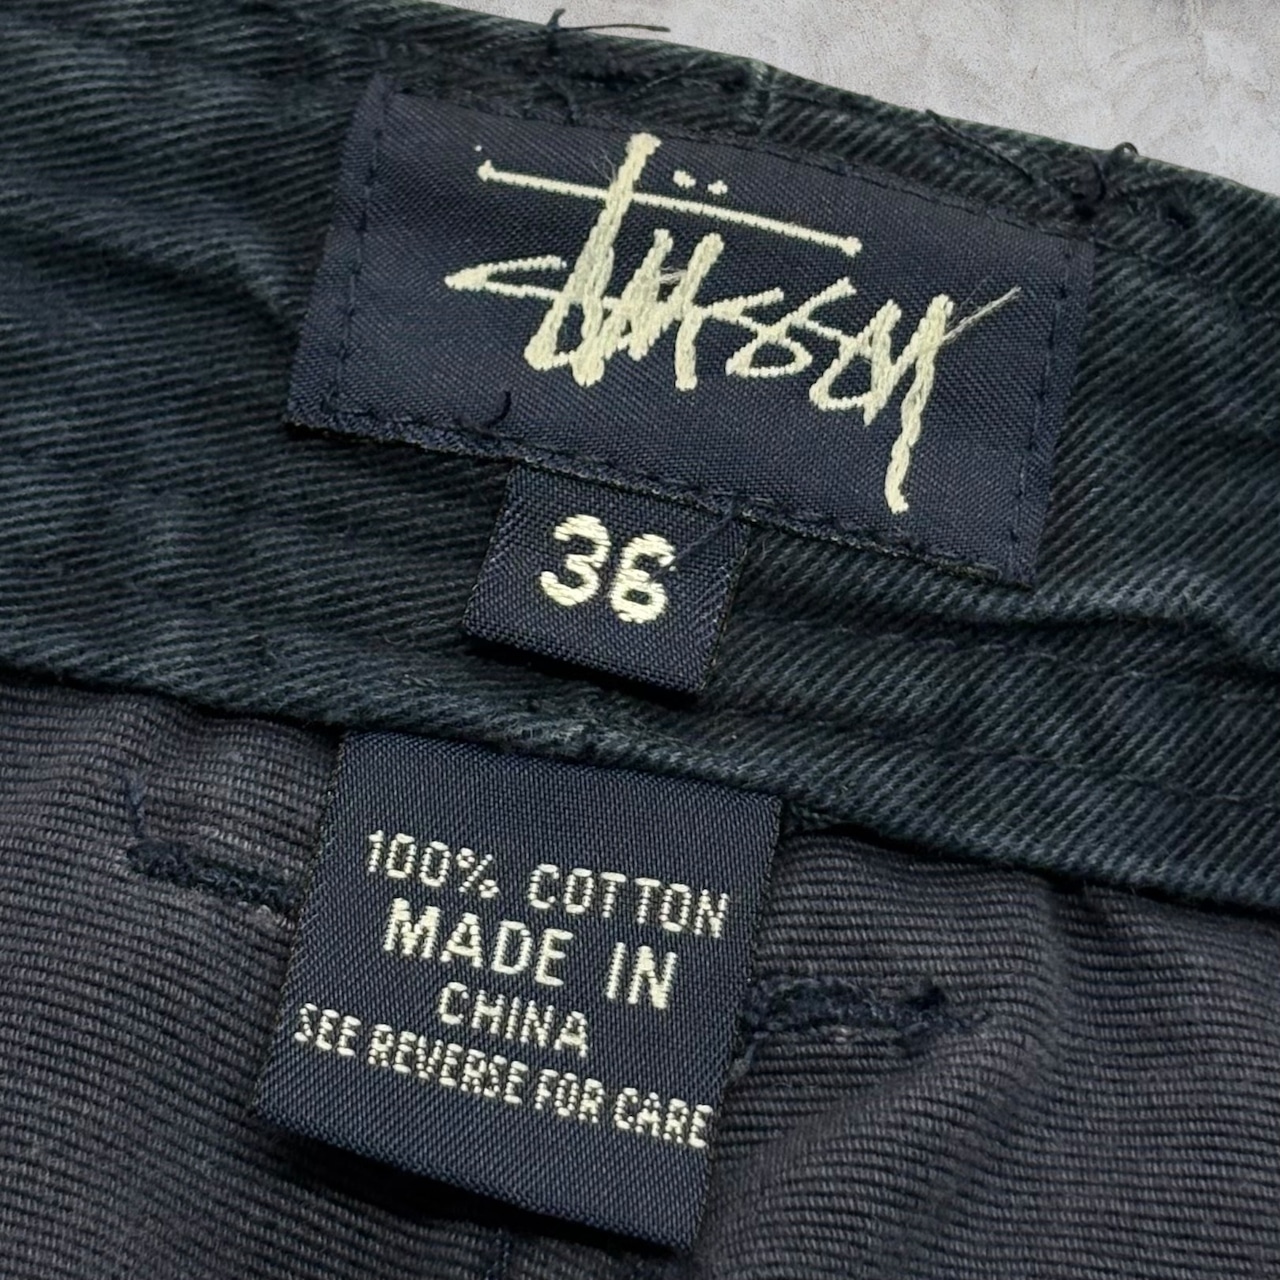 Stüssy
36
100% COTTON
MADE IN
CHINA
SEE REVERSE FOR CARE